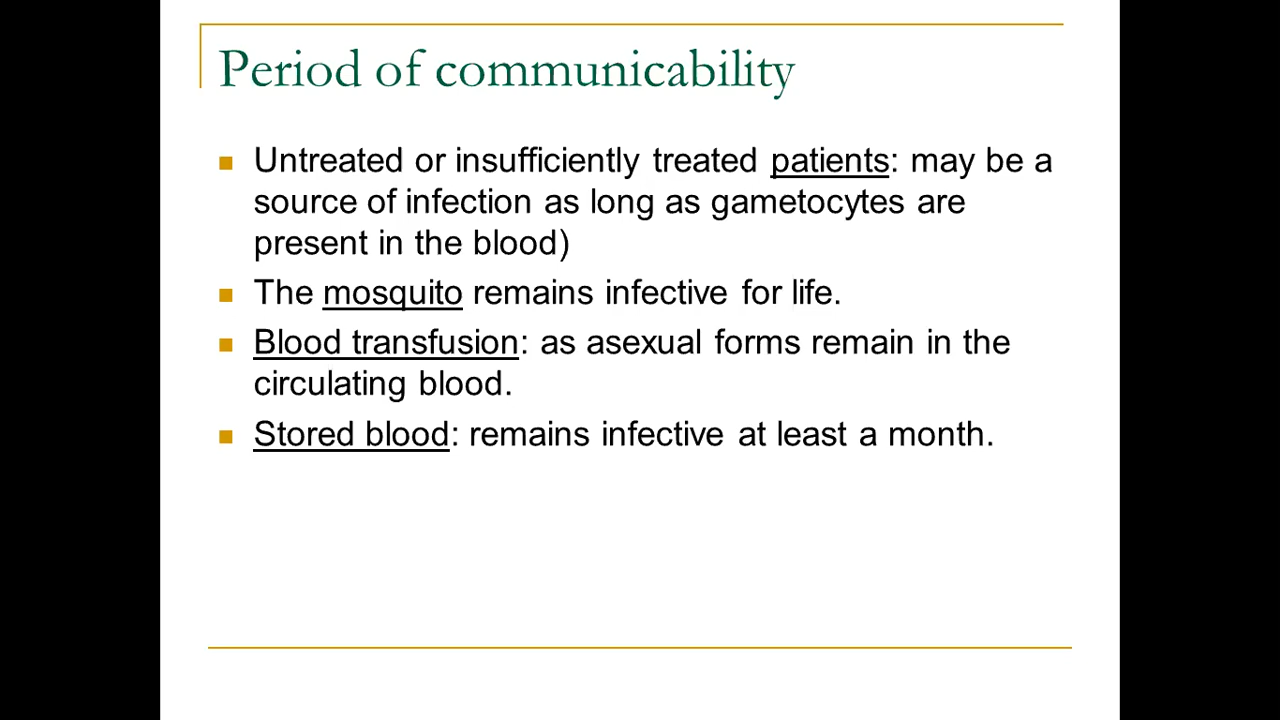 Period of communicability
Untreated or insufficiently treated patients: may be a
source of infection as long as gametocytes are
present in the blood)
The mosquito remains infective for life.
Blood transfusion: as asexual forms remain in the
circulating blood.
Stored blood: remains infective at least a month.